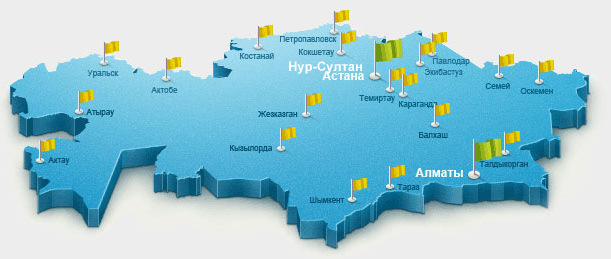 Петропавловск
Костанай
Кокшетау
Павлодар
Нур-Султан
Экибастуз
Астана
Уральск
Актобе
Семей
Оскемен
Темиртау
Караганда
Атырау
Жезказган
Балхаш
Кызылорда
Актау
Талдыкорган
Алматы
Тараз
Шымкент